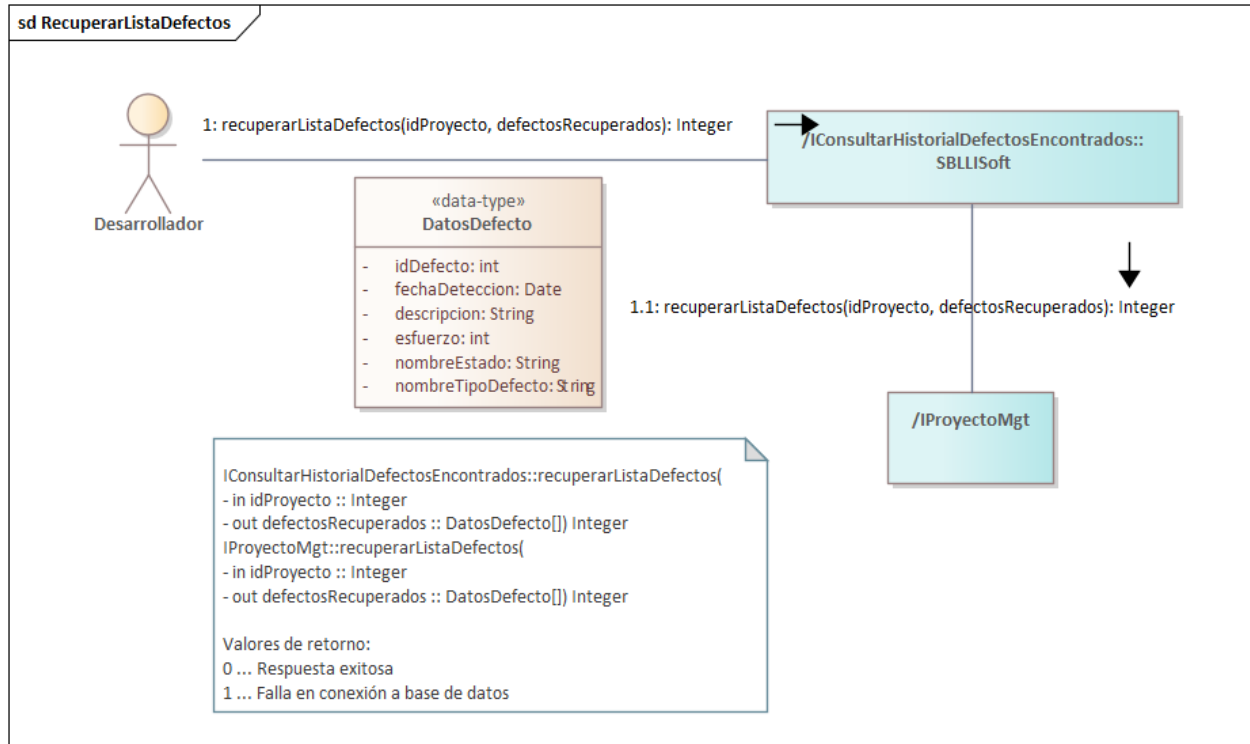 sd RecuperarListaDefectos
1: recuperarListaDefectos(idProyecto, defectosRecuperados): Integer
/IConsultarHistorialDefectosEncontrados::
SBLLISoft
Desarrollador
«data-type»
DatosDefecto
- idDefecto: int
- fechaDeteccion: Date
- descripcion: String
- esfuerzo: int
- nombreEstado: String
- nombreTipoDefecto: String
1.1: recuperarListaDefectos(idProyecto, defectosRecuperados): Integer
/IProyectoMgt
IConsultarHistorialDefectosEncontrados::recuperarListaDefectos(
- in idProyecto :: Integer
- out defectosRecuperados :: DatosDefecto[]) Integer
IProyectoMgt::recuperarListaDefectos(
- in idProyecto :: Integer
- out defectosRecuperados :: DatosDefecto[]) Integer
Valores de retorno:
0 ... Respuesta exitosa
1 ... Falla en conexión a base de datos